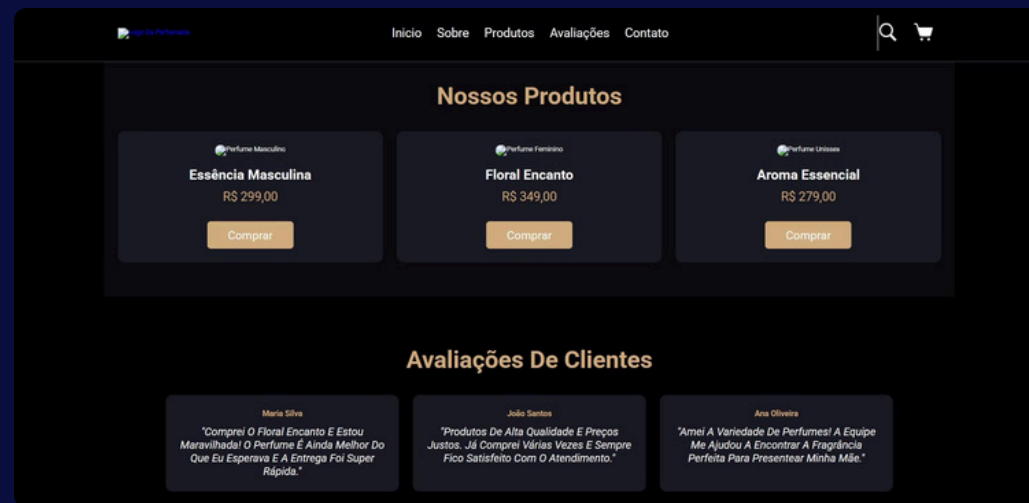 Logo Da Perfumaria
Inicio Sobre Produtos Avaliações Contato
Nossos Produtos
Perfume Masculino
Essência Masculina
R$ 299,00
Comprar
Perfume Feminino
Floral Encanto
R$ 349,00
Comprar
Perfume Unissex
Aroma Essencial
R$ 279,00
Comprar
Avaliações De Clientes
Maria Silva
"Comprei O Floral Encanto E Estou
Maravilhada! O Perfume É Ainda Melhor Do
Que Eu Esperava E A Entrega Foi Super
Rápida."
João Santos
"Produtos De Alta Qualidade E Preços
Justos. Já Comprei Várias Vezes E Sempre
Fico Satisfeito Com O Atendimento."
Ana Oliveira
"Amei A Variedade De Perfumes! A Equipe
Me Ajudou A Encontrar A Fragrância
Perfeita Para Presentear Minha Mãe."